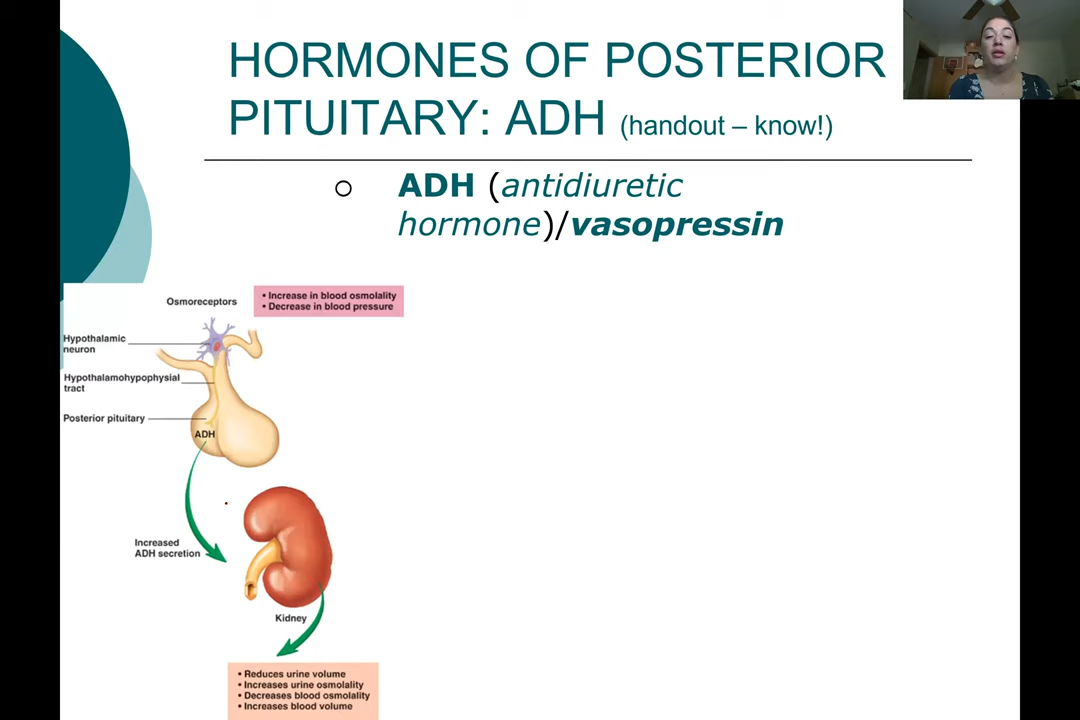 HORMONES OF POSTERIOR
PITUITARY: ADH (handout – know!)
○ ADH (antidiuretic
hormone)/vasopressin
Osmoreceptors
• Increase in blood osmolality
• Decrease in blood pressure
Hypothalamic
neuron
Hypothalamohypophysial
tract
Posterior pituitary
ADH
Increased
ADH secretion
Kidney
• Reduces urine volume
• Increases urine osmolality
• Decreases blood osmolality
• Increases blood volume